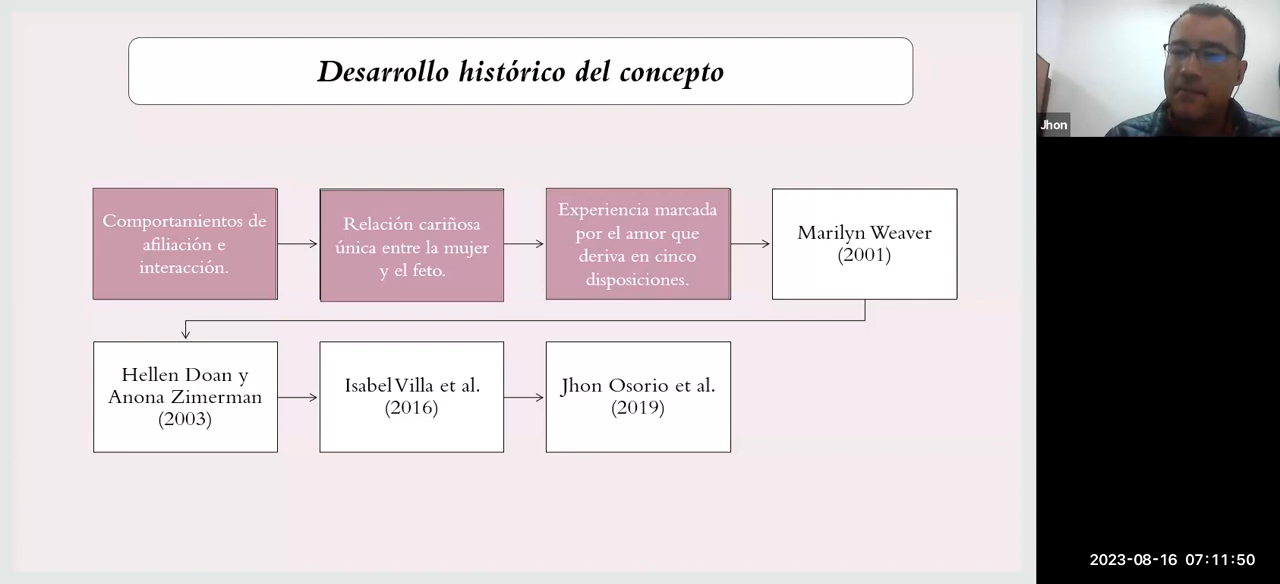 Desarrollo histórico del concepto
Jhon
Comportamientos de
afiliación e
interacción.
Relación cariñosa
única entre la mujer
y el feto.
Experiencia marcada
por el amor que
deriva en cinco
disposiciones.
Marilyn Weaver
(2001)
Hellen Doan y
Anona Zimerman
(2003)
Isabel Villa et al.
(2016)
Jhon Osorio et al.
(2019)
2023-08-16 07:11:50